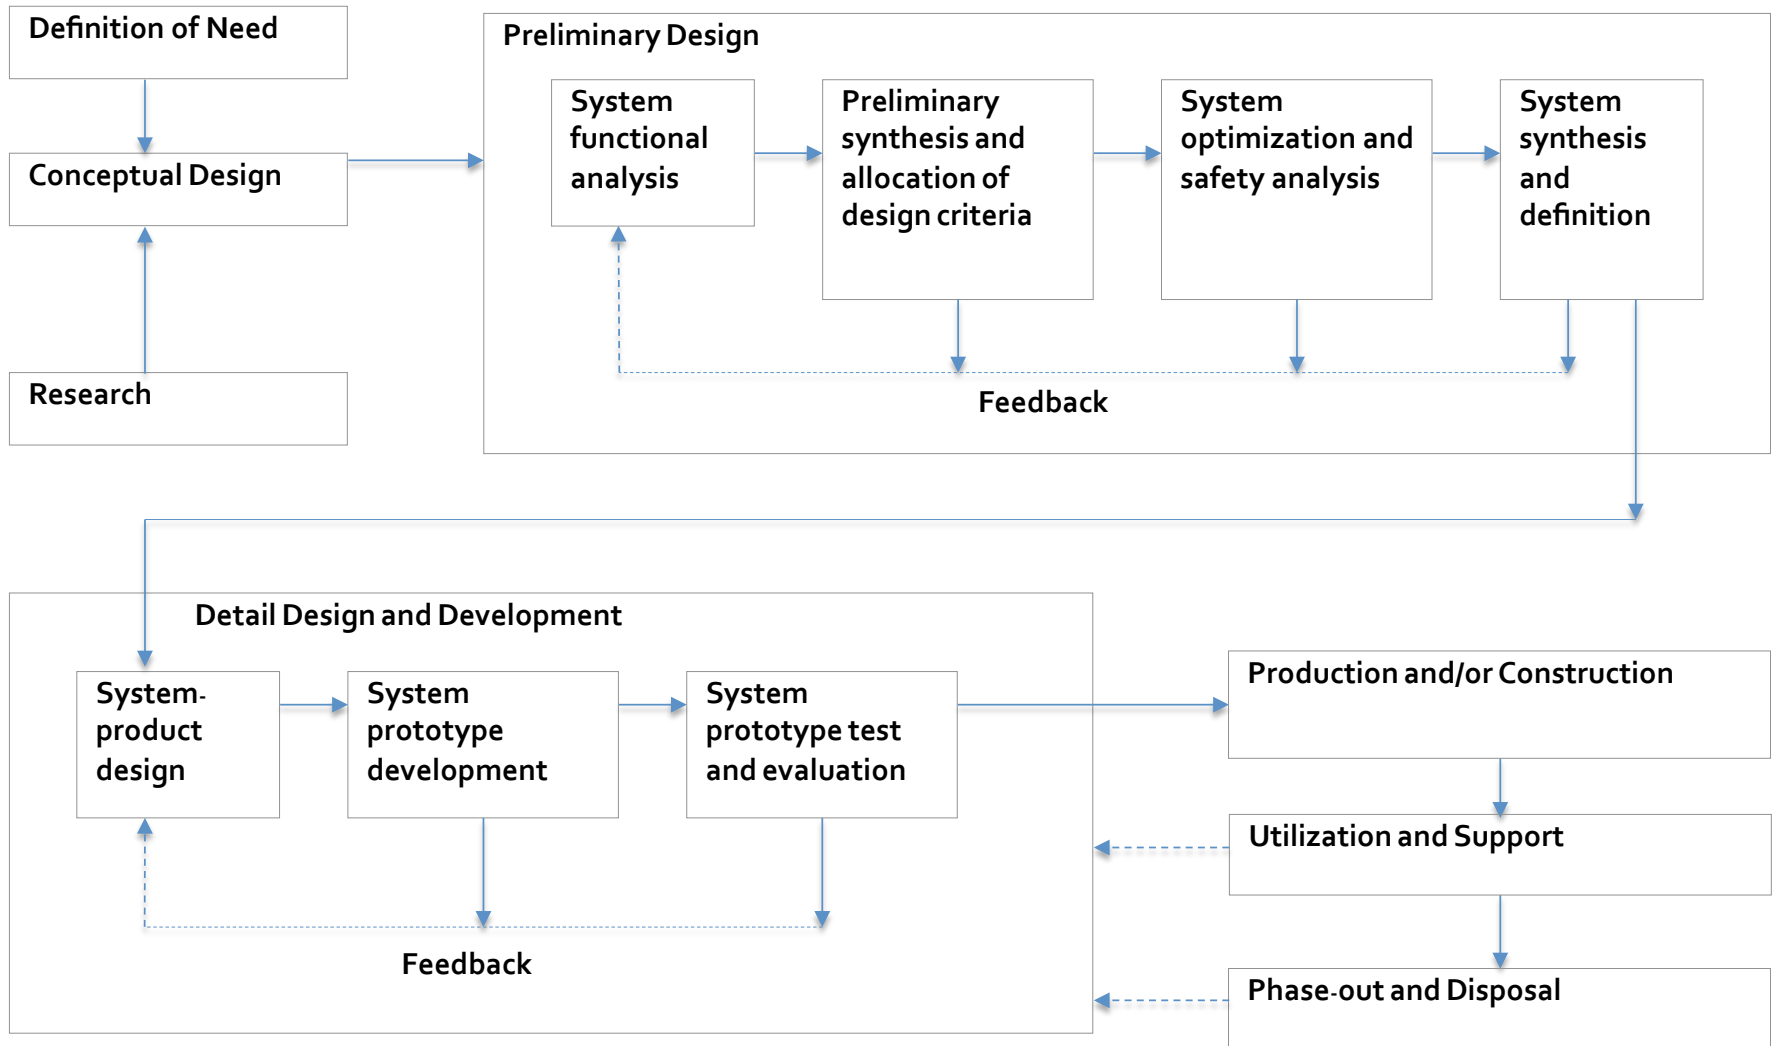 Definition of Need
Conceptual Design
Research
Preliminary Design
System
functional
analysis
Preliminary
synthesis and
allocation of
design criteria
System
optimization and
safety analysis
System
synthesis
and
definition
Feedback
Detail Design and Development
System-
product
design
System
prototype
development
System
prototype test
and evaluation
Feedback
Production and/or Construction
Utilization and Support
Phase-out and Disposal